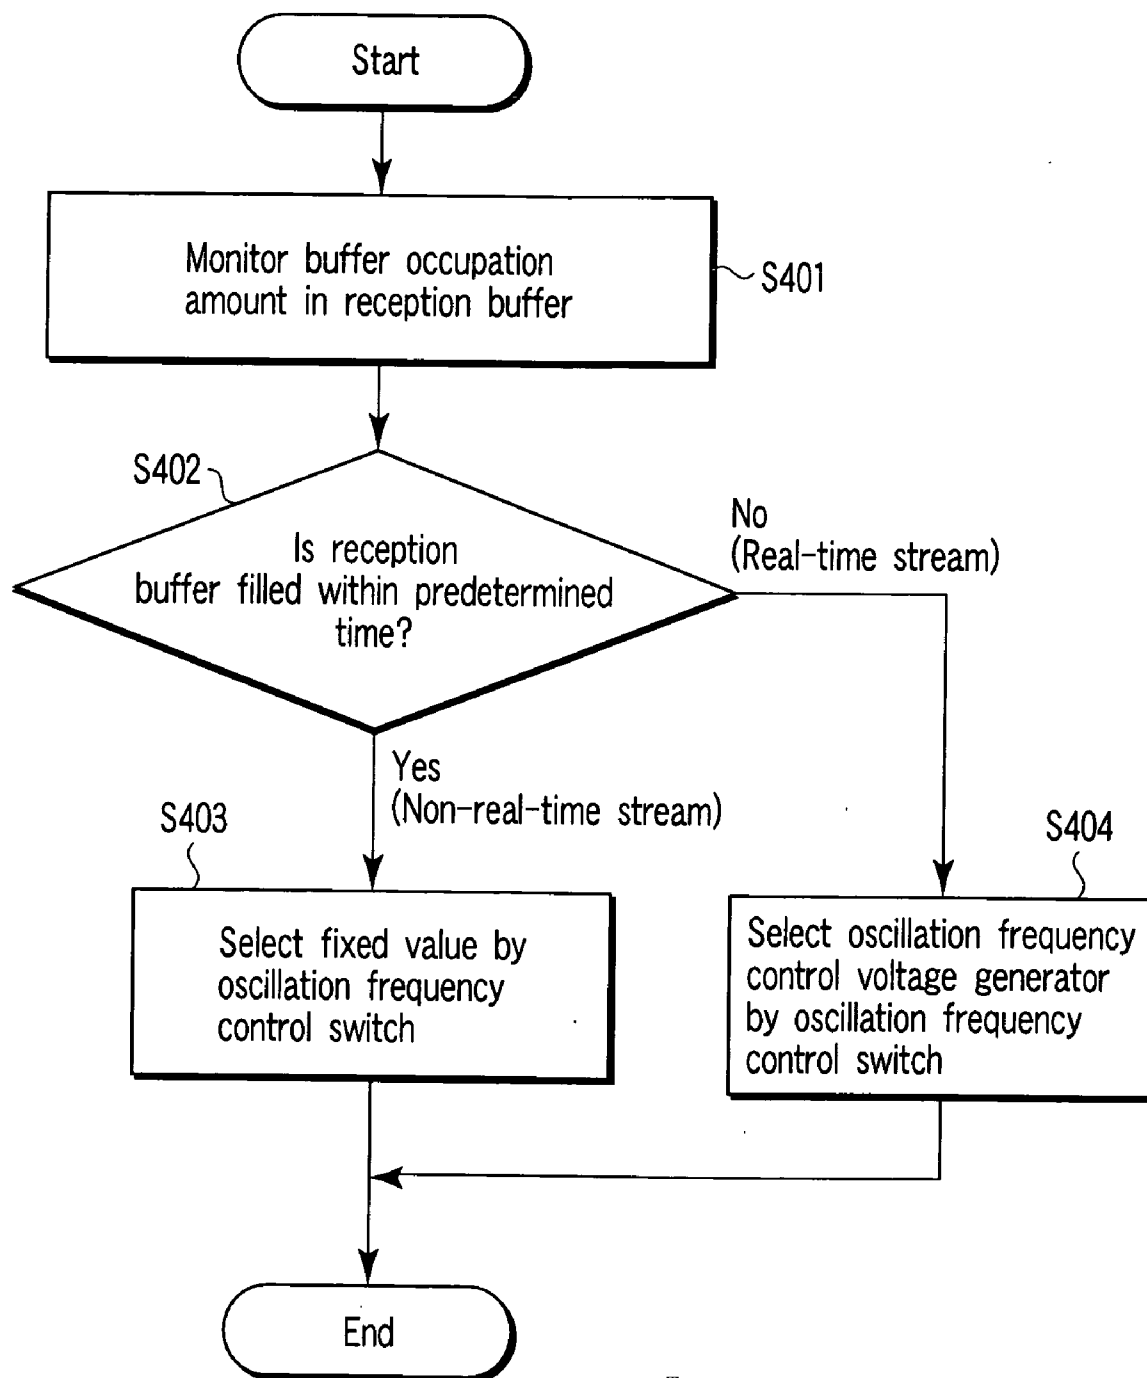 Start
Monitor buffer occupation
amount in reception buffer
S401
S402
Is reception
buffer filled within predetermined
time?
No
(Real-time stream)
Yes
(Non-real-time stream)
S403
Select fixed value by
oscillation frequency
control switch
S404
Select oscillation frequency
control voltage generator
by oscillation frequency
control switch
End